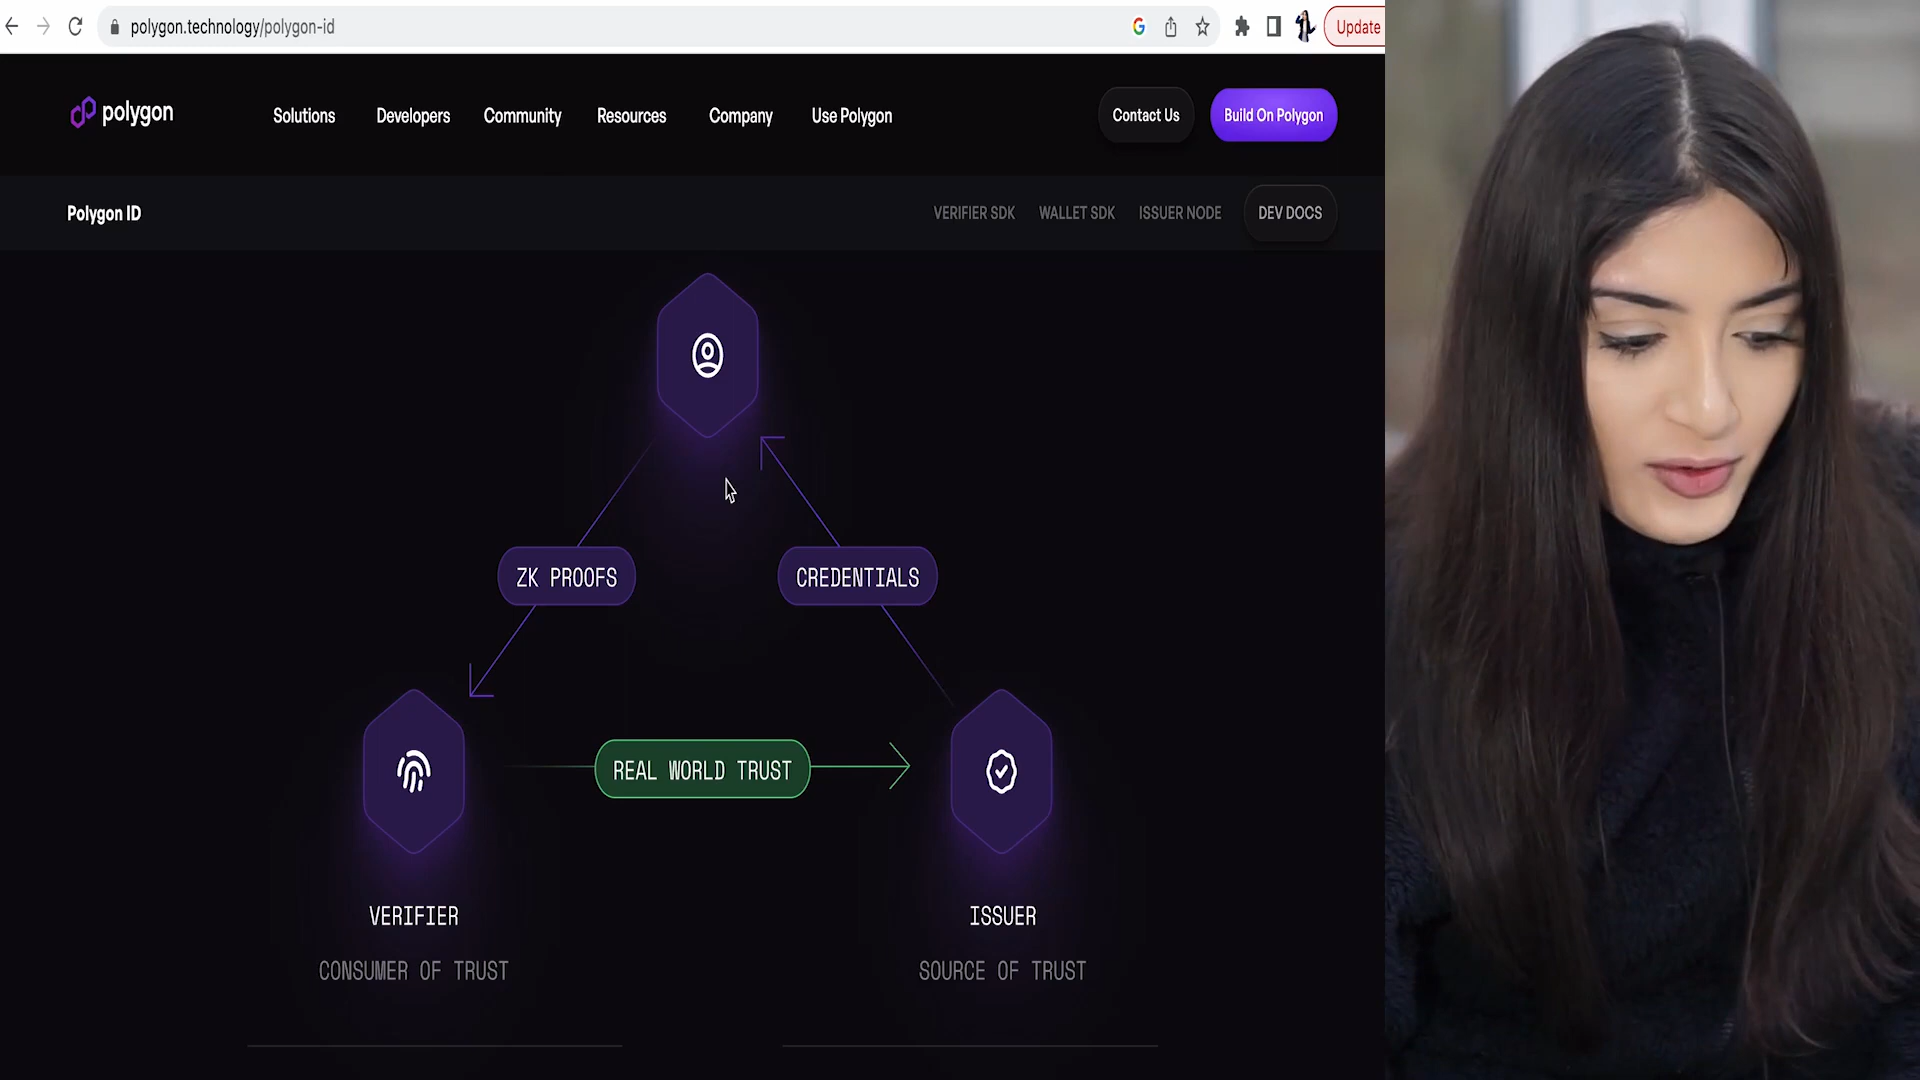 polygon.technology/polygon-id
Update
polygon
Solutions
Developers
Community
Resources
Company
Use Polygon
Contact Us
Build On Polygon
Polygon ID
VERIFIER SDK
WALLET SDK
ISSUER NODE
DEV DOCS
ZK PROOFS
CREDENTIALS
REAL WORLD TRUST
VERIFIER
ISSUER
CONSUMER OF TRUST
SOURCE OF TRUST